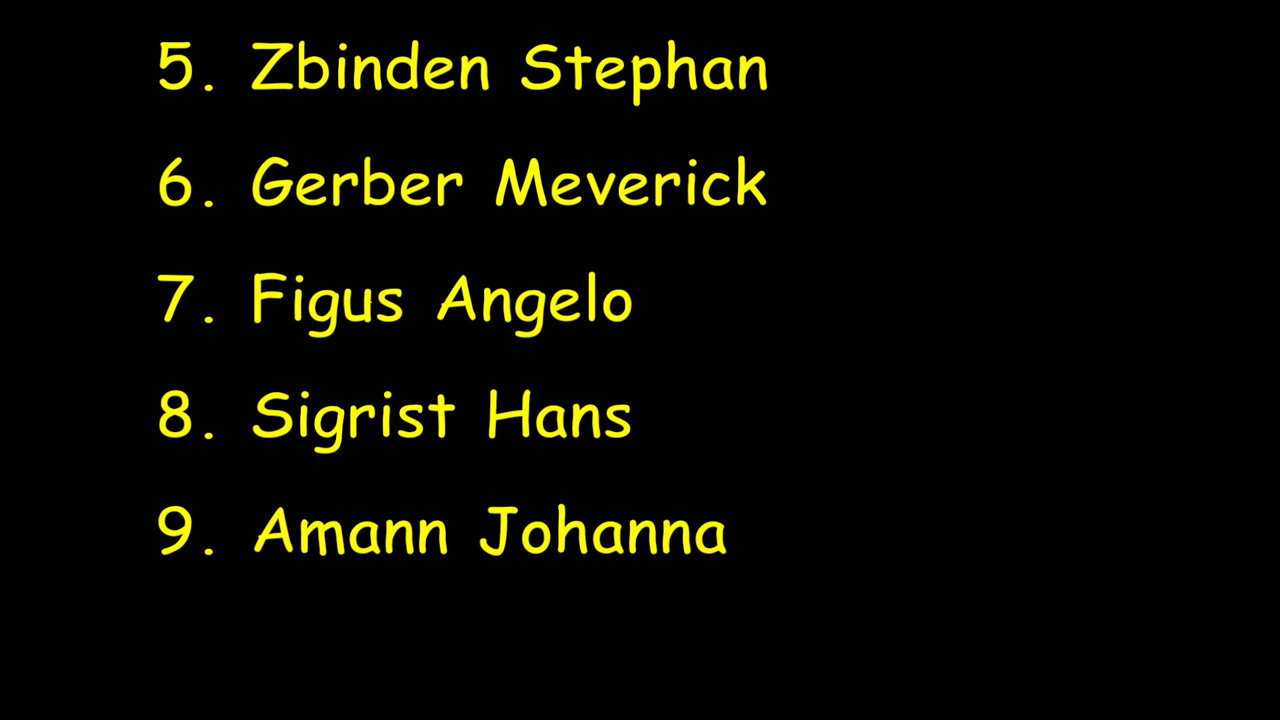 5. Zbinden Stephan
6. Gerber Meverick
7. Figus Angelo
8. Sigrist Hans
9. Amann Johanna